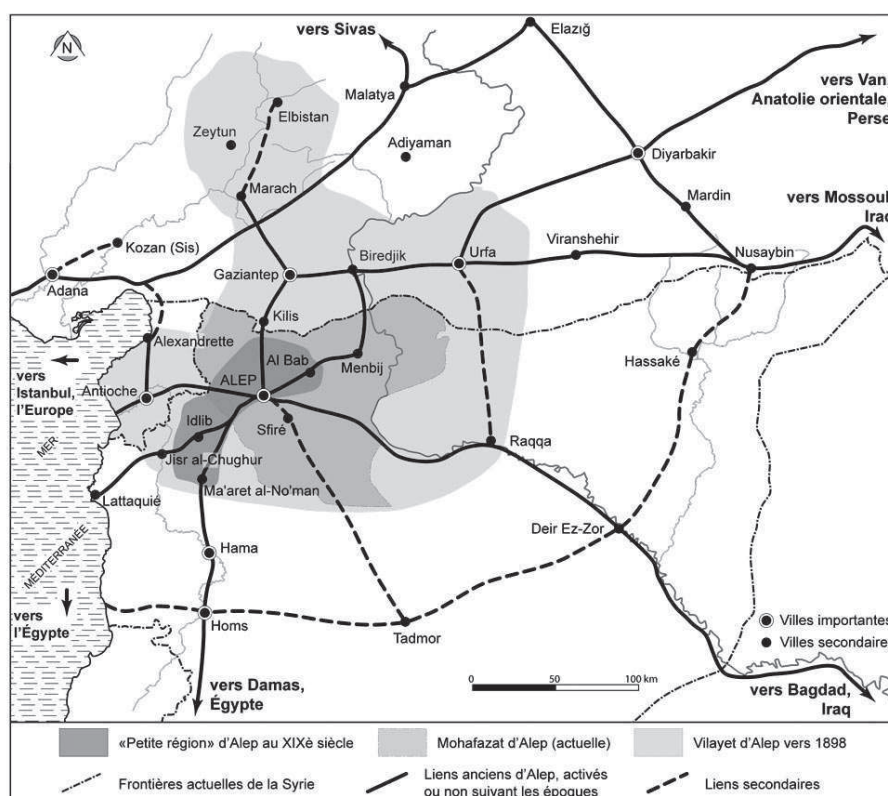 N
vers Sivas
Elazığ
Malatya
vers Van,
Anatolie orientale,
Perse
Elbistan
Zeytun
Adiyaman
Diyarbakir
Marach
Mardin
vers Mossoul
Iraq
Kozan (Sis)
Biredjik
Urfa
Viranshehir
Gaziantep
Nusaybin
Adana
Kilis
Alexandrette
Al Bab
Menbij
Hassaké
vers
Istanbul,
l'Europe
ALEP
Antioche
MER
MÉDITERRANÉE
Idlib
Sfiré
Raqqa
Jisr al-Chughur
Ma'aret al-No'man
Lattaquié
Deir Ez-Zor
Hama
vers
l'Égypte
Homs
Tadmor
Villes importantes
Villes secondaire
vers Damas,
Égypte
0 50 100 km
vers Bagdad,
Iraq
«Petite région» d'Alep au XIXè siècle
Mohafazat d'Alep (actuelle)
Vilayet d'Alep vers 1898
Frontières actuelles de la Syrie
Liens anciens d'Alep, activés
ou non suivant les époques
Liens secondaires